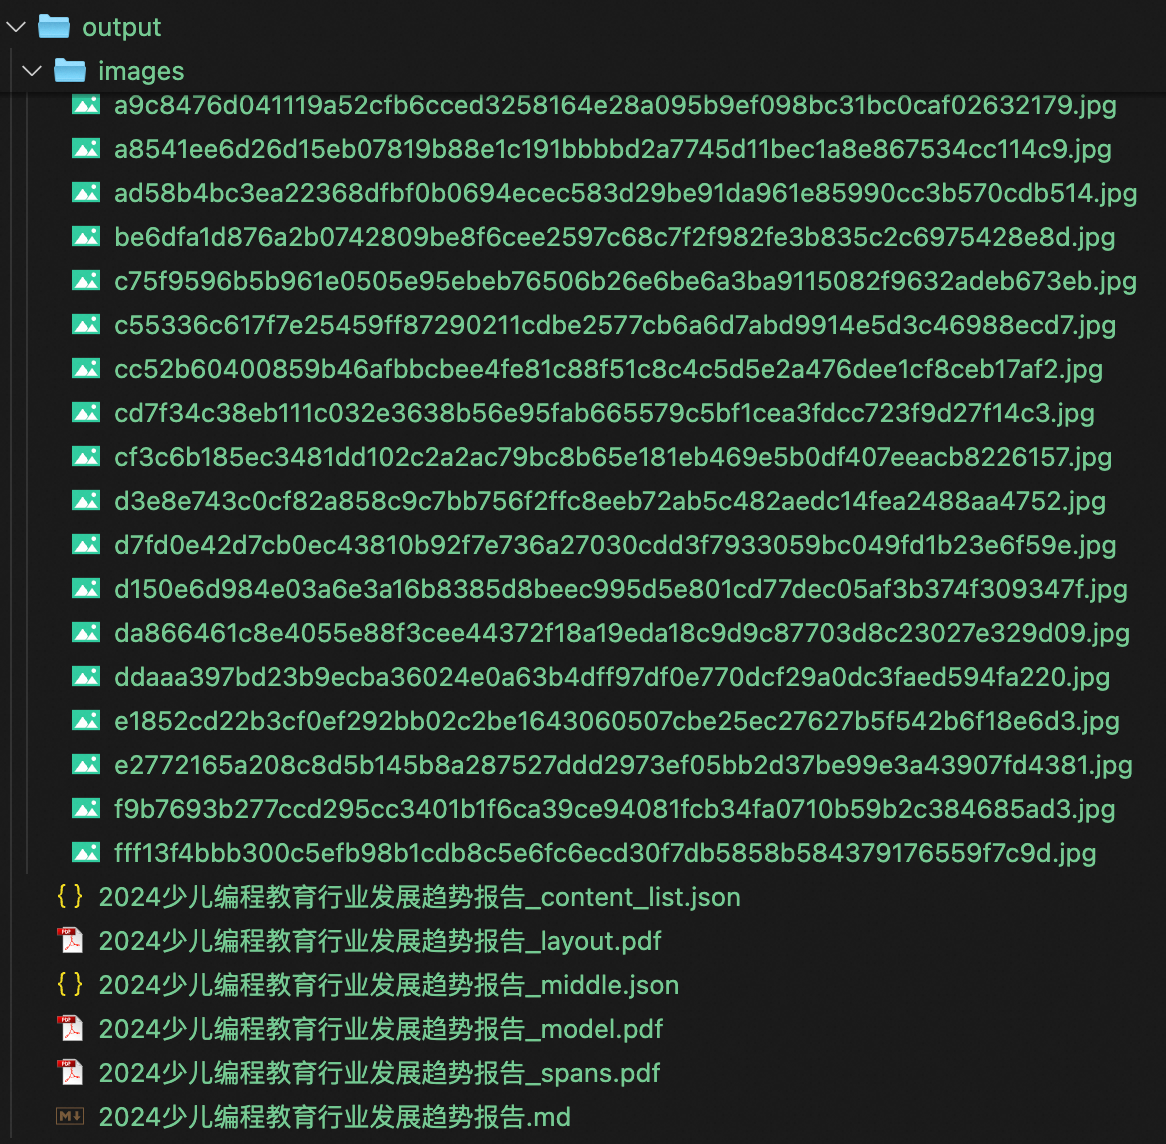 output
images
a9c8476d041119a52cfb6cced3258164e28a095b9ef098bc31bc0caf02632179.jpg
a8541ee6d26d15eb07819b88e1c191bbbbd2a7745d11bec1a8e867534cc114c9.jpg
ad58b4bc3ea22368dfbf0b0694ecec583d29be91da961e85990cc3b570cdb514.jpg
be6dfa1d876a2b0742809be8f6cee2597c68c7f2f982fe3b835c2c6975428e8d.jpg
c75f9596b5b961e0505e95ebeb76506b26e6be6a3ba9115082f9632adeb673eb.jpg
c55336c617f7e25459ff87290211cdbe2577cb6a6d7abd9914e5d3c46988ecd7.jpg
cc52b60400859b46afbbcbee4fe81c88f51c8c4c5d5e2a476dee1cf8ceb17af2.jpg
cd7f34c38eb111c032e3638b56e95fab665579c5bf1cea3fdcc723f9d27f14c3.jpg
cf3c6b185ec3481dd102c2a2ac79bc8b65e181eb469e5b0df407eeacb8226157.jpg
d3e8e743c0cf82a858c9c7bb756f2ffc8eeb72ab5c482aedc14fea2488aa4752.jpg
d7fd0e42d7cb0ec43810b92f7e736a27030cdd3f7933059bc049fd1b23e6f59e.jpg
d150e6d984e03a6e3a16b8385d8beec995d5e801cd77dec05af3b374f309347f.jpg
da866461c8e4055e88f3cee44372f18a19eda18c9d9c87703d8c23027e329d09.jpg
ddaaa397bd23b9ecba36024e0a63b4dff97df0e770dcf29a0dc3faed594fa220.jpg
e1852cd22b3cf0ef292bb02c2be1643060507cbe25ec27627b5f542b6f18e6d3.jpg
e2772165a208c8d5b145b8a287527ddd2973ef05bb2d37be99e3a43907fd4381.jpg
f9b7693b277ccd295cc3401b1f6ca39ce94081fcb34fa0710b59b2c384685ad3.jpg
fff13f4bbb300c5efb98b1cdb8c5e6fc6ecd30f7db5858b584379176559f7c9d.jpg
2024少儿编程教育行业发展趋势报告_content_list.json
2024少儿编程教育行业发展趋势报告_layout.pdf
2024少儿编程教育行业发展趋势报告_middle.json
2024少儿编程教育行业发展趋势报告_model.pdf
2024少儿编程教育行业发展趋势报告_spans.pdf
2024少儿编程教育行业发展趋势报告.md